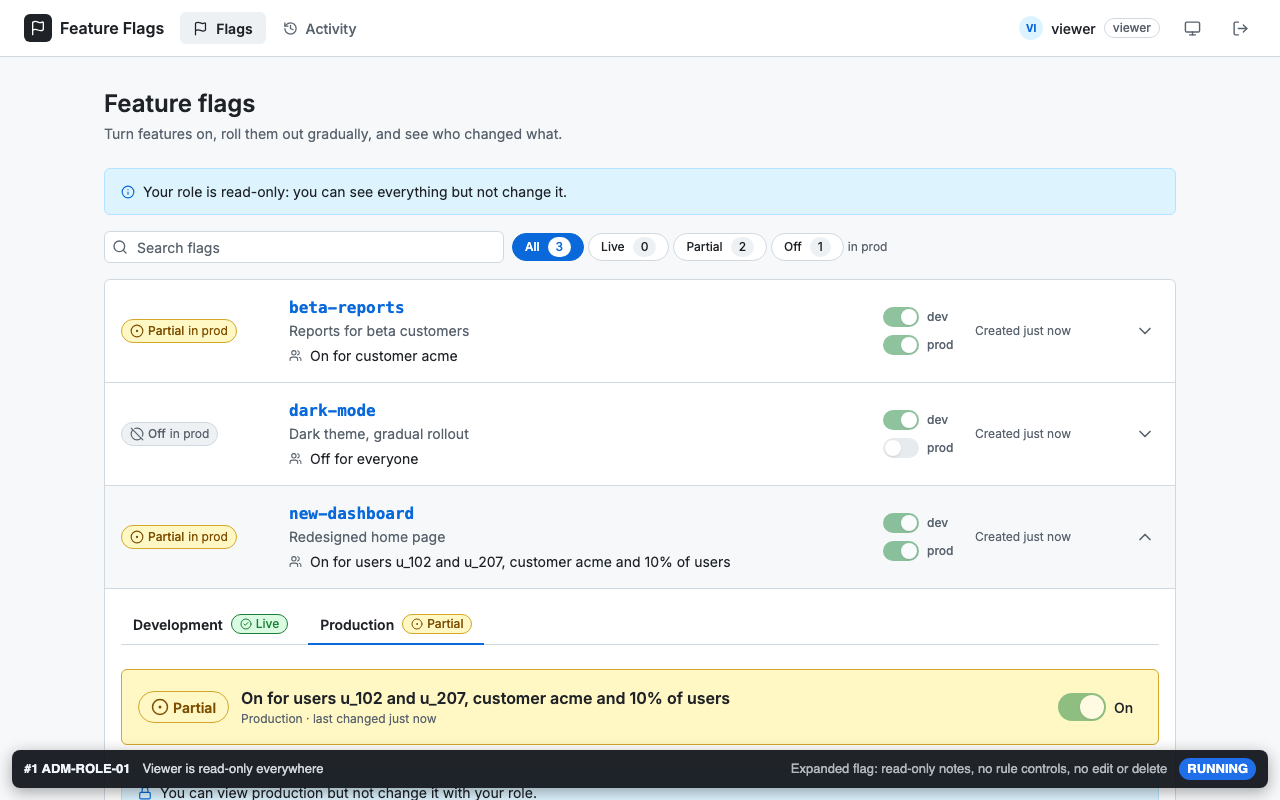 Feature Flags
Flags
Activity
VI
viewer
viewer
Feature flags
Turn features on, roll them out gradually, and see who changed what.
Your role is read-only: you can see everything but not change it.
Search flags
All 3
Live 0
Partial 2
Off 1
in prod
Partial in prod
beta-reports
Reports for beta customers
On for customer acme
dev
prod
Created just now
Off in prod
dark-mode
Dark theme, gradual rollout
Off for everyone
dev
prod
Created just now
Partial in prod
new-dashboard
Redesigned home page
On for users u_102 and u_207, customer acme and 10% of users
dev
prod
Created just now
Development Live
Production Partial
Partial
On for users u_102 and u_207, customer acme and 10% of users
Production · last changed just now
On
#1 ADM-ROLE-01 Viewer is read-only everywhere
Expanded flag: read-only notes, no rule controls, no edit or delete
RUNNING
You can view production but not change it with your role.